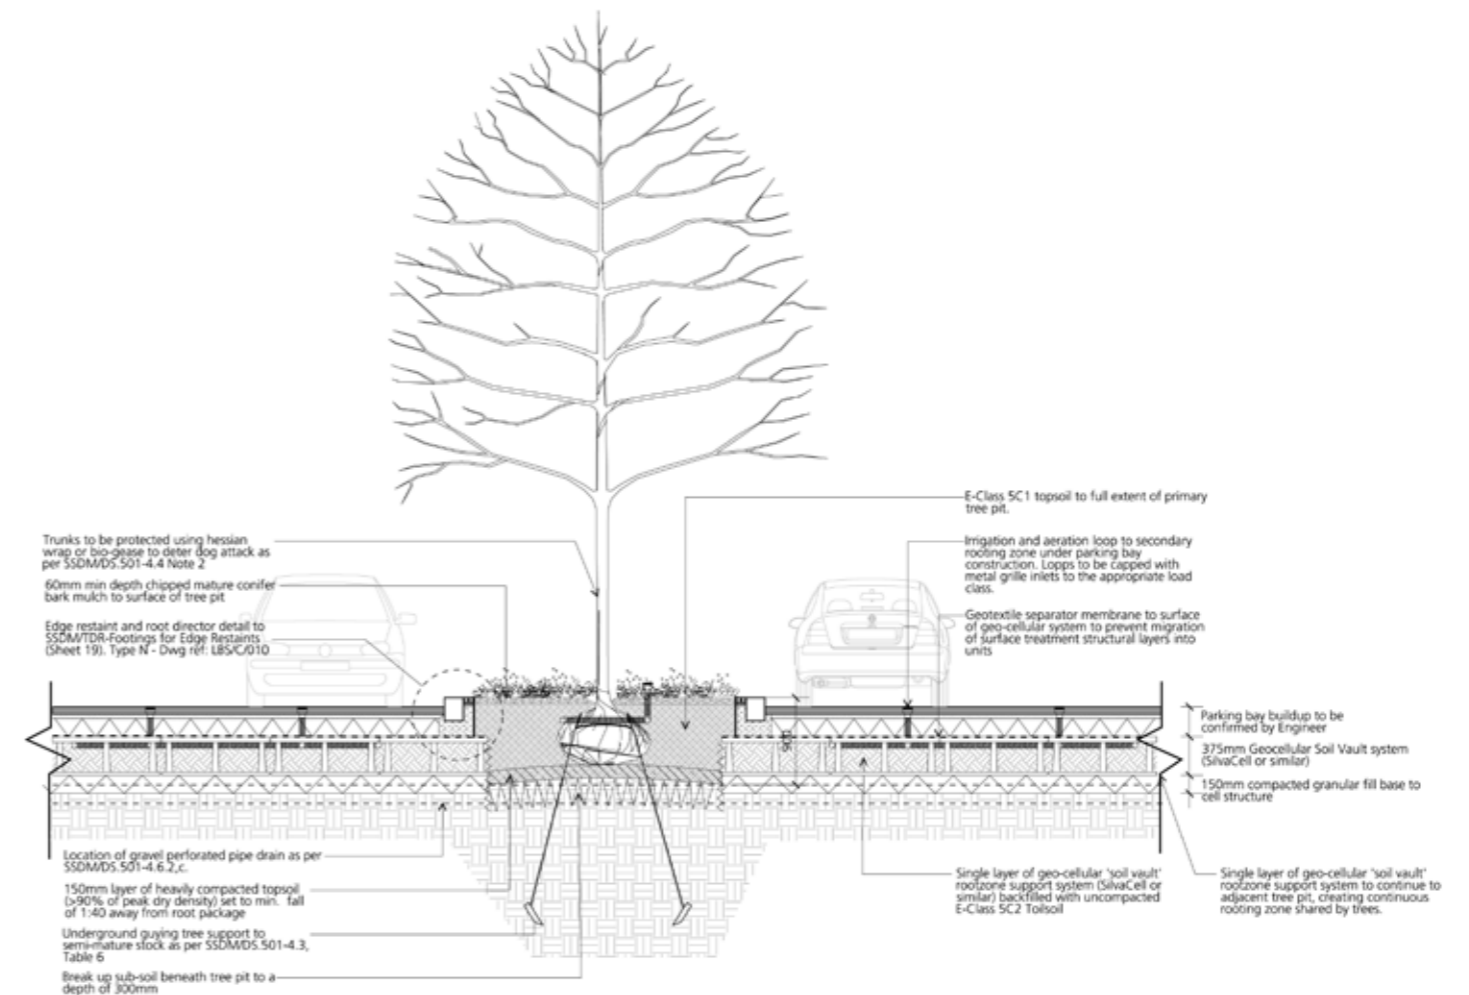 E-Class 5C1 topsoil to full extent of primary
tree pit.
Trunks to be protected using hessian
wrap or bio-gease to deter dog attack as
per SSDM/DS.501-4.4 Note 2
Irrigation and aeration loop to secondary
rooting zone under parking bay
construction. Lopps to be capped with
metal grille inlets to the appropriate load
class.
60mm min depth chipped mature conifer
bark mulch to surface of tree pit
Geotextile separator membrane to surface
of geo-cellular system to prevent migration
of surface treatment structural layers into
units
Edge restaint and root director detail to
SSDM/TDR-Footings for Edge Restaints
(Sheet 19). Type N - Dwg ref: LBS/C/010
Parking bay buildup to be
confirmed by Engineer
375mm Geocellular Soil Vault system
(SilvaCell or similar)
150mm compacted granular fill base to
cell structure
Location of gravel perforated pipe drain as per
SSDM/DS.501-4.6.2,c.
150mm layer of heavily compacted topsoil
(>90% of peak dry density) set to min. fall
of 1:40 away from root package
Underground guying tree support to
semi-mature stock as per SSDM/DS.501-4.3,
Table 6
Break up sub-soil beneath tree pit to a
depth of 300mm
Single layer of geo-cellular 'soil vault'
rootzone support system (SilvaCell or
similar) backfilled with uncompacted
E-Class 5C2 Toilsoil
Single layer of geo-cellular 'soil vault'
rootzone support system to continue to
adjacent tree pit, creating continuous
rooting zone shared by trees.